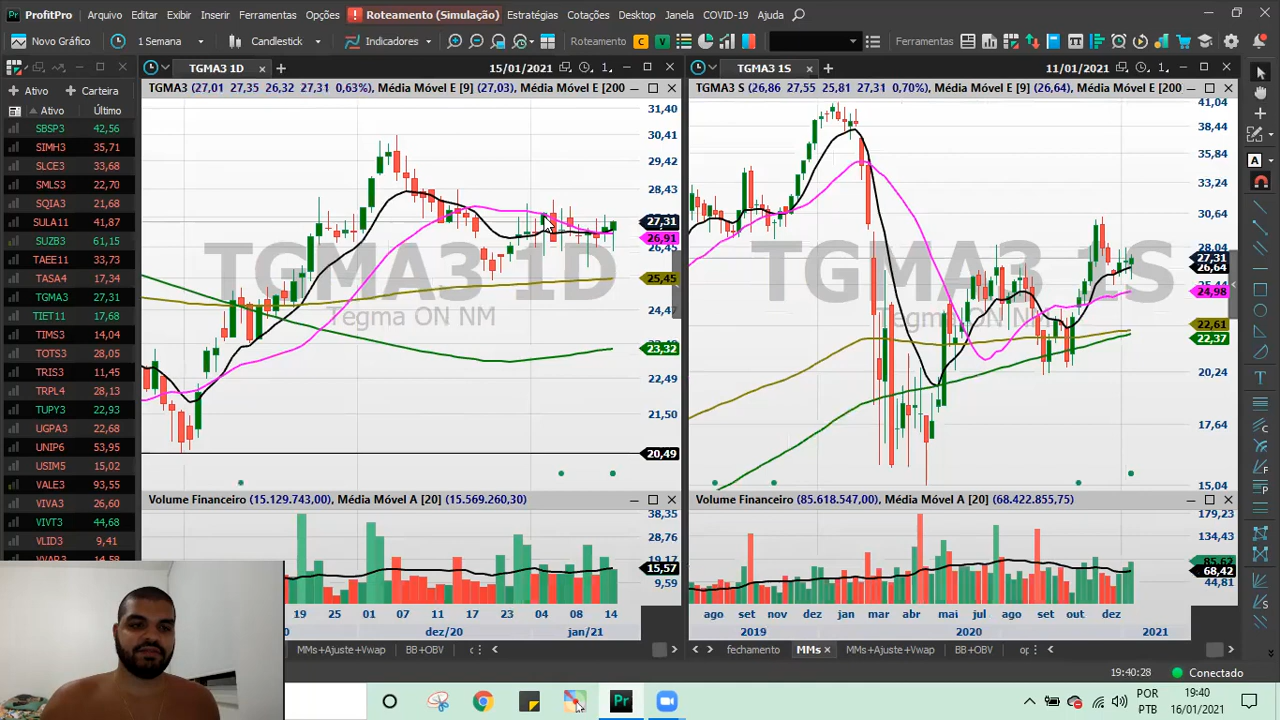 ProfitPro Arquivo Editar Exibir Inserir Ferramentas Opções ! Roteamento (Simulação) Estratégias Cotações Desktop Janela COVID-19 Ajuda
Novo Gráfico 1 Semana Candlestick Indicadores Roteamento C V Ferramentas
TGMA3 1D 15/01/2021 1
TGMA3 1S 11/01/2021 1
Ativo Carteira
TGMA3 (27,01 27,35 26,32 27,31 0,63%) Média Móvel E [9] (27,03), Média Móvel E [200
TGMA3 S (26,86 27,55 25,81 27,31 0,70%) Média Móvel E [9] (26,64), Média Móvel E [200
Ativo Último
SBSP3 42,56
SIMH3 35,71
SLCE3 33,68
SMLS3 22,70
SQIA3 21,68
SULA11 41,87
SUZB3 61,15
TAEE11 33,73
TASA4 17,34
TGMA3 27,31
TIET11 17,68
TIMS3 14,04
TOTS3 28,05
TRIS3 11,45
TRPL4 28,13
TUPY3 22,93
UGPA3 22,68
UNIP6 53,95
USIM5 15,02
VALE3 93,55
VIVA3 26,60
VIVT3 44,68
VLID3 9,41
TGMA3 1D
Tegma ON NM
31,40
30,41
29,42
28,43
27,31
26,91
26,45
25,45
24,47
23,32
22,49
21,50
20,49
TGMA3 1S
Tegma ON NM
41,04
38,44
35,84
33,24
30,64
28,04
27,31
26,64
24,98
22,61
22,37
20,24
17,64
15,04
Volume Financeiro (15.129.743,00), Média Móvel A [20] (15.569.260,30)
38,35
28,76
19,17
15,57
9,59
Volume Financeiro (85.618.547,00), Média Móvel A [20] (68.422.855,75)
179,23
134,43
85,62
68,42
44,81
19 25 01 07 11 17 23 04 08 14
dez/20 jan/21
ago set nov dez jan mar abr mai jul ago set out dez
2019 2020 2021
MMs+Ajuste+Vwap BB+OBV
fechamento MMs MMs+Ajuste+Vwap BB+OBV
19:40:28 Conectado
POR
PTB
19:40
16/01/2021